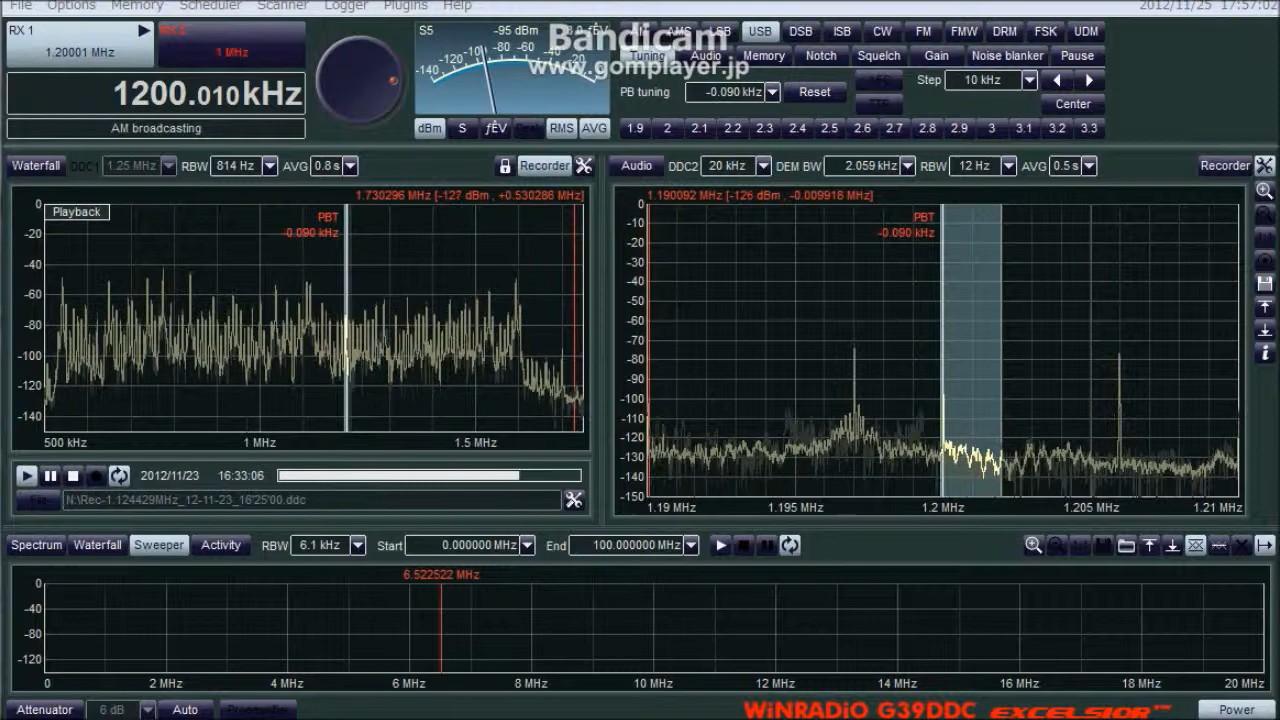 File Options Memory Scheduler Scanner Logger Plugins Help 2012/11/25 17:57:02
RX 1
1.20001 MHz
1 MHz
1200.010kHz
AM broadcasting
S5 -95 dBm
-140 -120 -100 -80 -60 -40 -20
Bandicam
www.gomplayer.jp
AMS LSB USB DSB ISB CW FM FMW DRM FSK UDM
Tuning Audio Memory Notch Squelch Gain Noise blanker Pause
PB tuning -0.090 kHz Reset Step 10 kHz
Center
dBm S Peak RMS AVG 1.9 2 2.1 2.2 2.3 2.4 2.5 2.6 2.7 2.8 2.9 3 3.1 3.2 3.3
Waterfall DDC1 1.25 MHz RBW 814 Hz AVG 0.8 s Recorder
Audio DDC2 20 kHz DEM BW 2.059 kHz RBW 12 Hz AVG 0.5 s Recorder
1.730296 MHz [-127 dBm , +0.530286 MHz]
Playback
PBT
-0.090 kHz
0
-20
-40
-60
-80
-100
-120
-140
500 kHz 1 MHz 1.5 MHz
1.190092 MHz [-126 dBm , -0.009918 MHz]
PBT
-0.090 kHz
0
-10
-20
-30
-40
-50
-60
-70
-80
-90
-100
-110
-120
-130
-140
-150
1.19 MHz 1.195 MHz 1.2 MHz 1.205 MHz 1.21 MHz
2012/11/23 16:33:06
File N:\Rec-1.124429MHz_12-11-23_16'25'00.ddc
Spectrum Waterfall Sweeper Activity RBW 6.1 kHz Start 0.000000 MHz End 100.000000 MHz
6.522522 MHz
0
-40
-80
-120
0 2 MHz 4 MHz 6 MHz 8 MHz 10 MHz 12 MHz 14 MHz 16 MHz 18 MHz 20 MHz
Attenuator 6 dB Auto Preamplifier WiNRADiO G39DDC EXCELSIOR™ Power